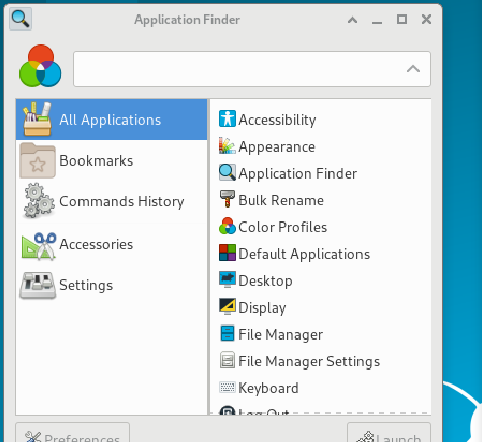 Application Finder
All Applications
Bookmarks
Commands History
Accessories
Settings
Accessibility
Appearance
Application Finder
Bulk Rename
Color Profiles
Default Applications
Desktop
Display
File Manager
File Manager Settings
Keyboard
Log Out
Preferences
Launch